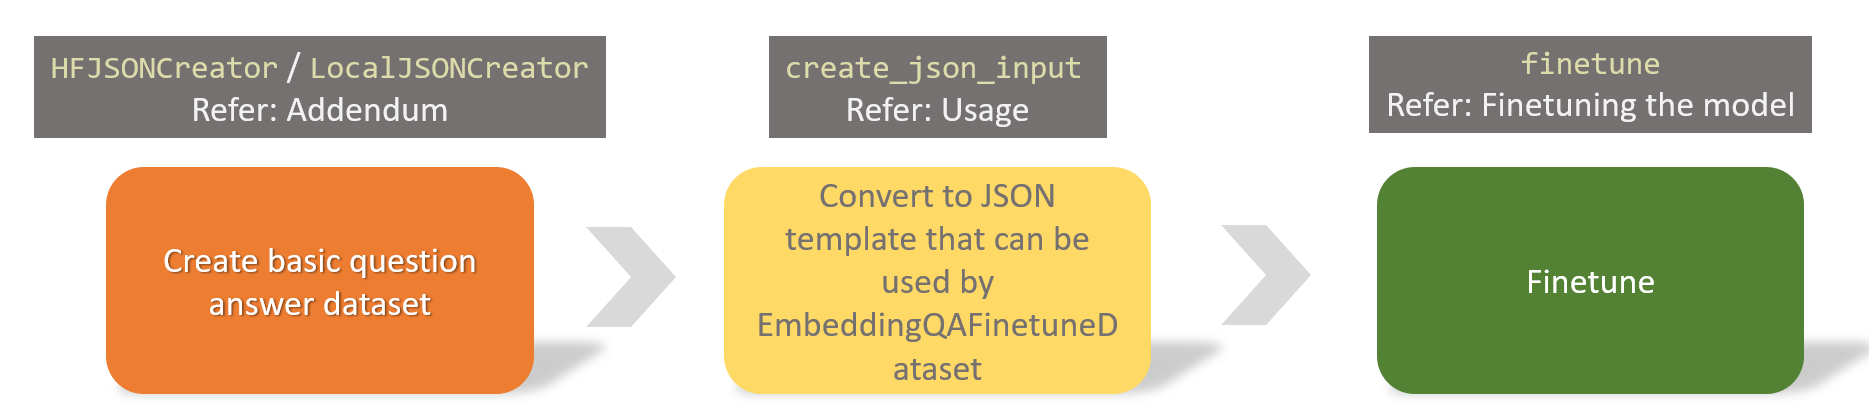 HFJSONCreator / LocalJSONCreator
Refer: Addendum
create_json_input
Refer: Usage
finetune
Refer: Finetuning the model
Create basic question
answer dataset
Convert to JSON
template that can be
used by
EmbeddingQAFinetuneD
ataset
Finetune